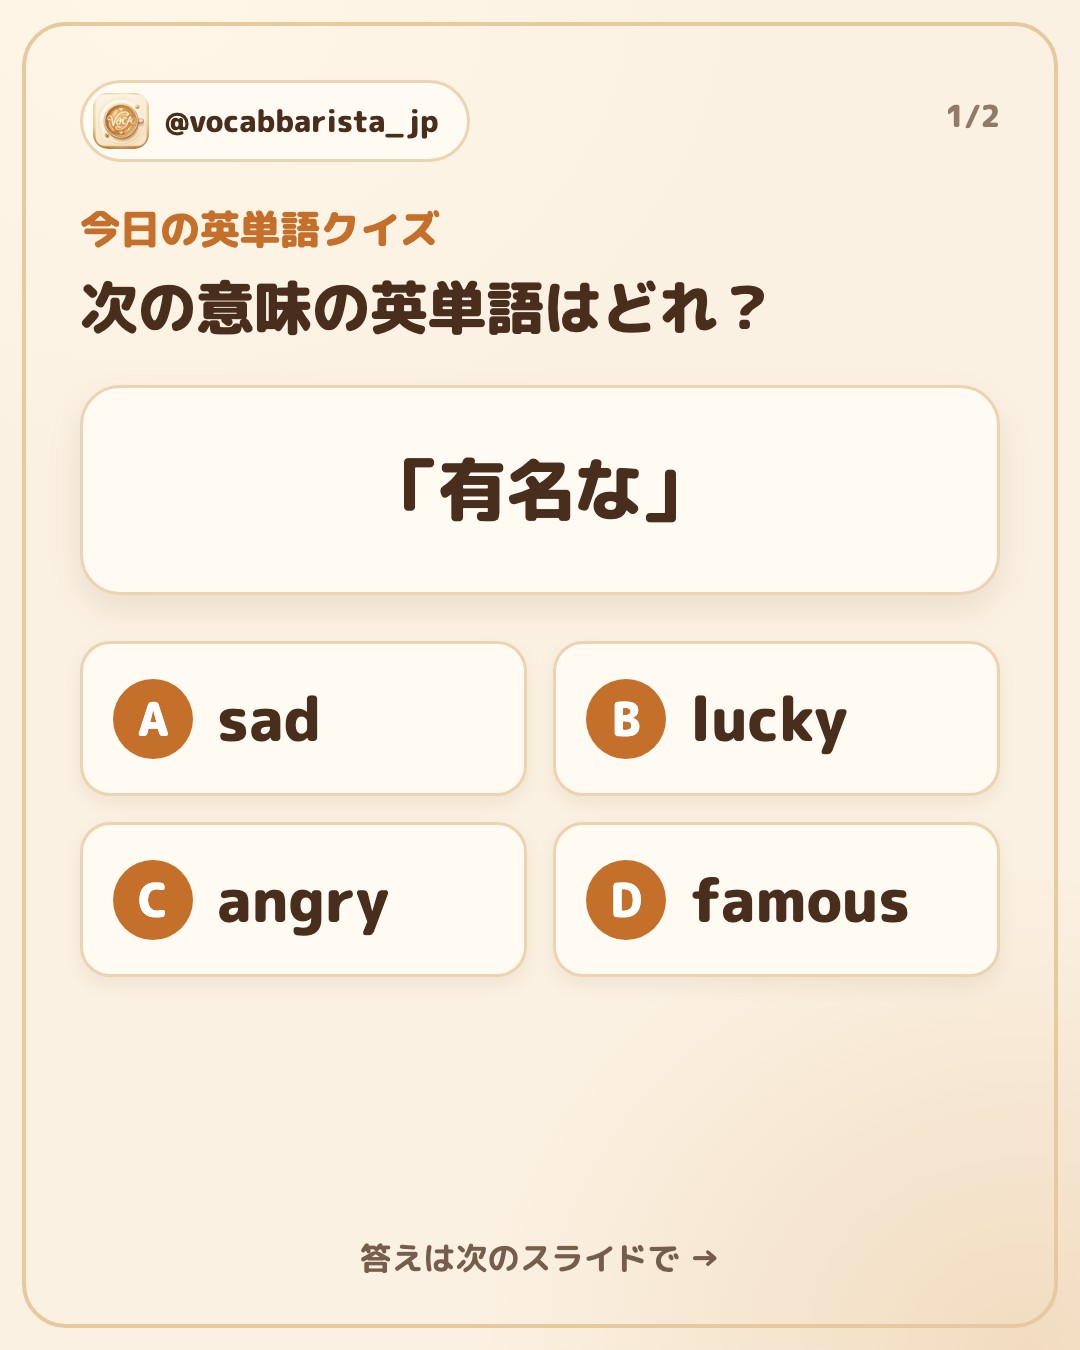 @vocabbarista_jp
1/2
今日の英単語クイズ
次の意味の英単語はどれ？
「有名な」
A sad
B lucky
C angry
D famous
答えは次のスライドで →